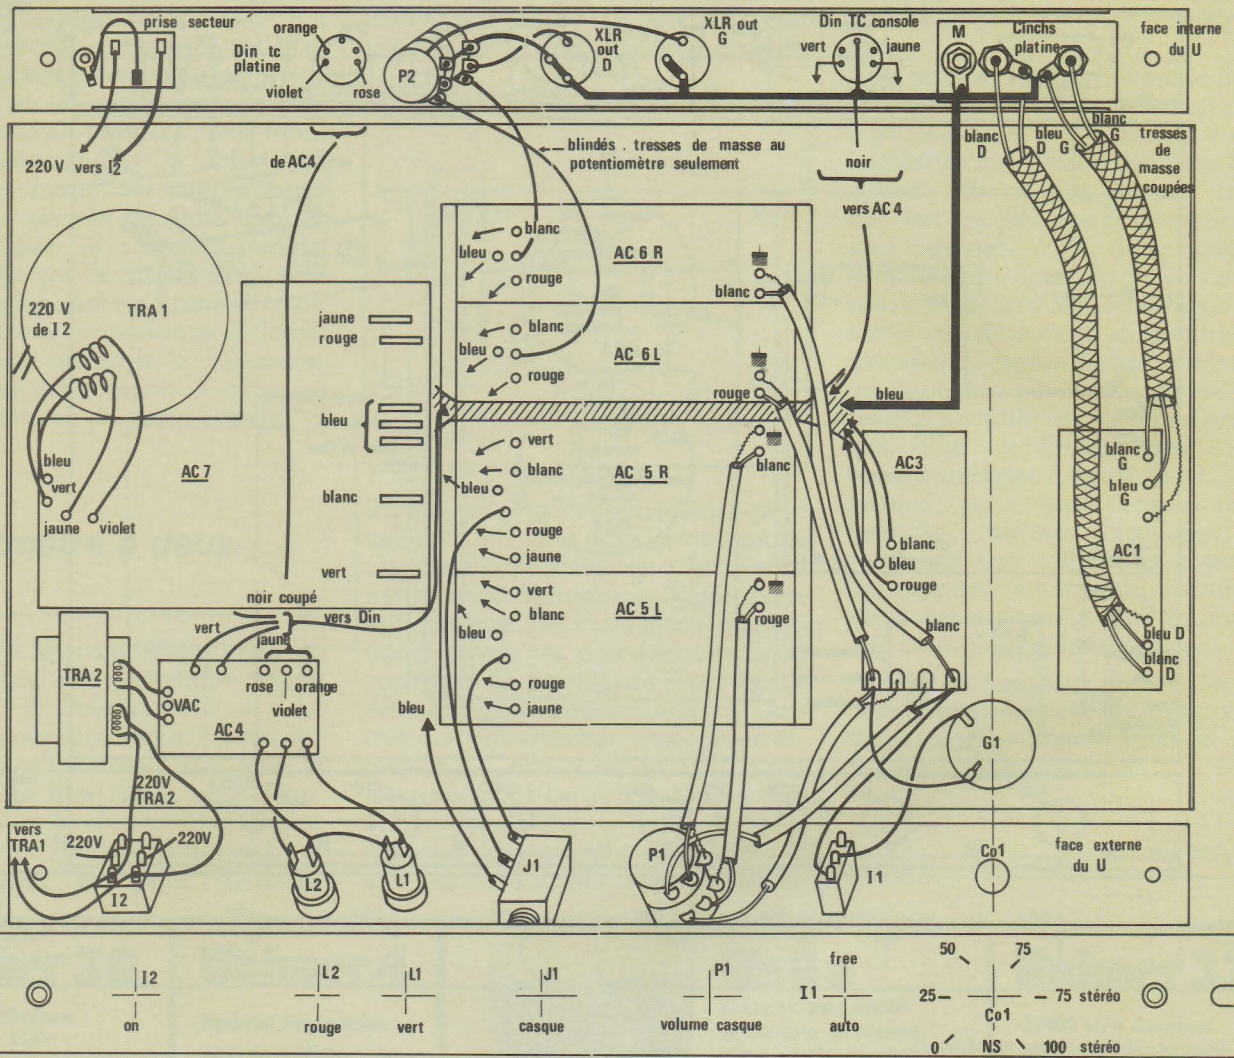 prise secteur
orange
Din tc
platine
violet
rose
P2
XLR out
D
XLR out
G
Din TC console
vert
jaune
M
Cinchs
platine
face interne
du U
220 V vers I2
de AC4
blindés . tresses de masse au
potentiomètre seulement
noir
vers AC 4
blanc
D
bleu
D
G
blanc
G
tresses
de
masse
coupées
220 V
de I 2
TRA 1
jaune
rouge
bleu
blanc
vert
AC 7
bleu
vert
jaune
violet
blanc
bleu
rouge
AC 6 R
blanc
blanc
bleu
rouge
AC 6 L
rouge
bleu
vert
blanc
bleu
rouge
jaune
AC 5 R
blanc
vert
blanc
bleu
rouge
jaune
AC 5 L
rouge
AC3
blanc
bleu
rouge
blanc
blanc
G
bleu
G
AC1
bleu D
blanc
D
noir coupé
vers Din
vert
jaune
TRA 2
VAC
rose
orange
violet
AC4
bleu
220V
TRA 2
G1
vers
TRA1
220V
220V
I2
L2
L1
J1
P1
I1
Co1
face externe
du U
I2
on
L2
rouge
L1
vert
J1
casque
P1
volume casque
free
I1
auto
50
75
25
75 stéréo
Co1
0
NS
100 stéréo